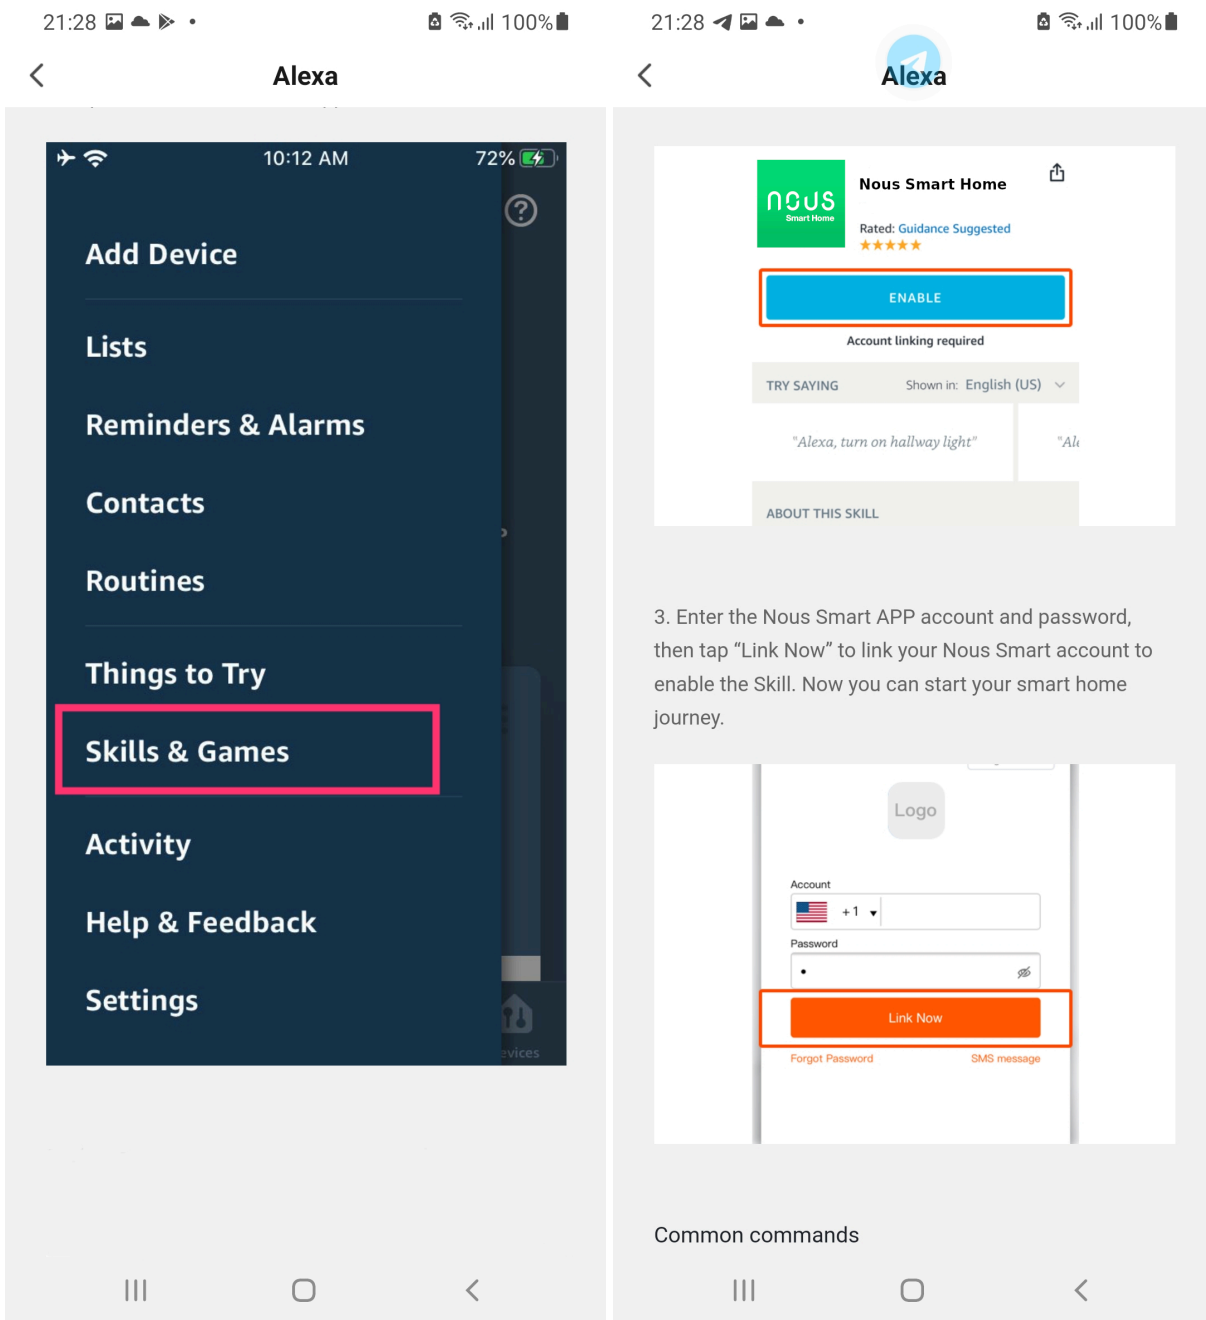 21:28
100%
Alexa
10:12 AM
72%
Add Device
Lists
Reminders & Alarms
Contacts
Routines
Things to Try
Skills & Games
Activity
Help & Feedback
Settings
evices
21:28
100%
Alexa
nous
Smart Home
Nous Smart Home
Rated: Guidance Suggested
ENABLE
Account linking required
TRY SAYING
Shown in: English (US)
"Alexa, turn on hallway light"
"Ale
ABOUT THIS SKILL
3. Enter the Nous Smart APP account and password,
then tap “Link Now” to link your Nous Smart account to
enable the Skill. Now you can start your smart home
journey.
Logo
Account
+1
Password
Link Now
Forgot Password
SMS message
Common commands